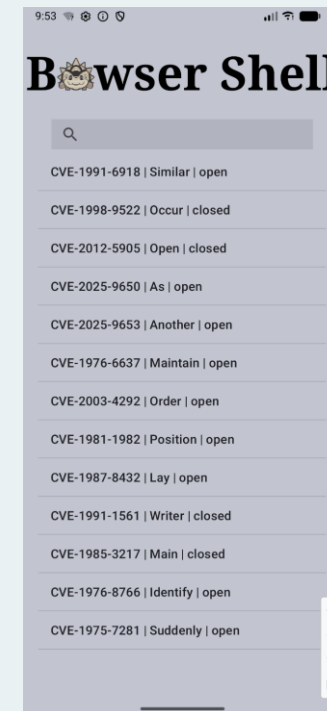 9:53
Bowser Shell
CVE-1991-6918 | Similar | open
CVE-1998-9522 | Occur | closed
CVE-2012-5905 | Open | closed
CVE-2025-9650 | As | open
CVE-2025-9653 | Another | open
CVE-1976-6637 | Maintain | open
CVE-2003-4292 | Order | open
CVE-1981-1982 | Position | open
CVE-1987-8432 | Lay | open
CVE-1991-1561 | Writer | closed
CVE-1985-3217 | Main | closed
CVE-1976-8766 | Identify | open
CVE-1975-7281 | Suddenly | open